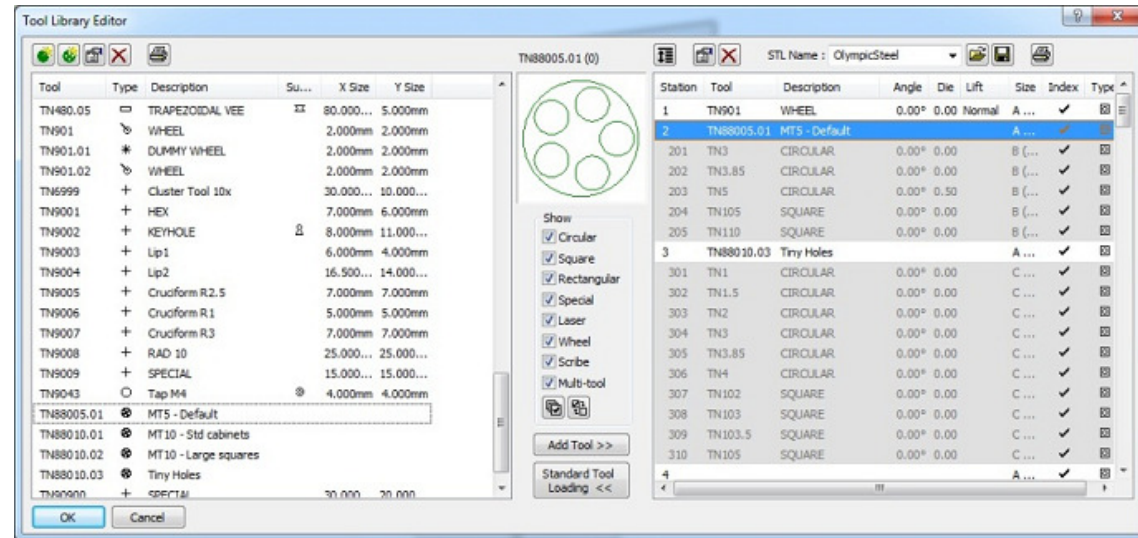 Tool Library Editor
TN88005.01 (0)
STL Name : OlympicSteel
Tool Type Description Su... X Size Y Size
TN480.05 TRAPEZOIDAL VEE 80.000... 5.000mm
TN901 WHEEL 2.000mm 2.000mm
TN901.01 DUMMY WHEEL 2.000mm 2.000mm
TN901.02 WHEEL 2.000mm 2.000mm
TN6999 Cluster Tool 10x 30.000... 10.000...
TN9001 HEX 7.000mm 6.000mm
TN9002 KEYHOLE 8.000mm 11.000...
TN9003 Lip1 6.000mm 4.000mm
TN9004 Lip2 16.500... 14.000...
TN9005 Cruciform R2.5 7.000mm 7.000mm
TN9006 Cruciform R1 5.000mm 5.000mm
TN9007 Cruciform R3 7.000mm 7.000mm
TN9008 RAD 10 25.000... 25.000...
TN9009 SPECIAL 15.000... 15.000...
TN9043 Tap M4 4.000mm 4.000mm
TN88005.01 MT5 - Default
TN88010.01 MT10 - Std cabinets
TN88010.02 MT10 - Large squares
TN88010.03 Tiny Holes
TN90900 SPECIAL 30.000 20.000
Show
Circular
Square
Rectangular
Special
Laser
Wheel
Scribe
Multi-tool
Add Tool >>
Standard Tool
Loading <<
Station Tool Description Angle Die Lift Size Index Type
1 TN901 WHEEL 0.00° 0.00 Normal A ...
2 TN88005.01 MT5 - Default A ...
201 TN3 CIRCULAR 0.00° 0.00 B (...
202 TN3.85 CIRCULAR 0.00° 0.00 B (...
203 TN5 CIRCULAR 0.00° 0.50 B (...
204 TN105 SQUARE 0.00° 0.00 B (...
205 TN110 SQUARE 0.00° 0.00 B (...
3 TN88010.03 Tiny Holes A ...
301 TN1 CIRCULAR 0.00° 0.00 C ...
302 TN1.5 CIRCULAR 0.00° 0.00 C ...
303 TN2 CIRCULAR 0.00° 0.00 C ...
304 TN3 CIRCULAR 0.00° 0.00 C ...
305 TN3.85 CIRCULAR 0.00° 0.00 C ...
306 TN4 CIRCULAR 0.00° 0.00 C ...
307 TN102 SQUARE 0.00° 0.00 C ...
308 TN103 SQUARE 0.00° 0.00 C ...
309 TN103.5 SQUARE 0.00° 0.00 C ...
310 TN105 SQUARE 0.00° 0.00 C ...
4 A ...
OK Cancel